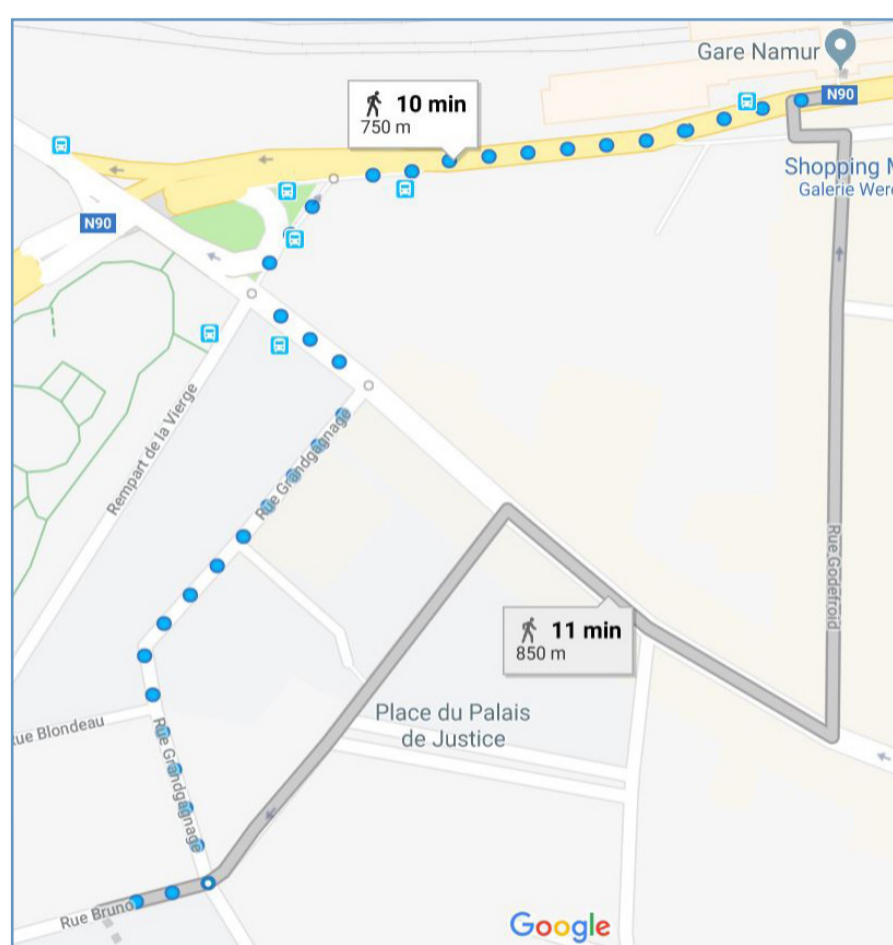 Gare Namur
N90
10 min
750 m
Shopping M
Galerie Were
N90
Rempart de la Vierge
Rue Grandgagnage
Rue Godefroid
11 min
850 m
Place du Palais
de Justice
ue Blondeau
Rue Grandgagnage
Rue Bruno
Google